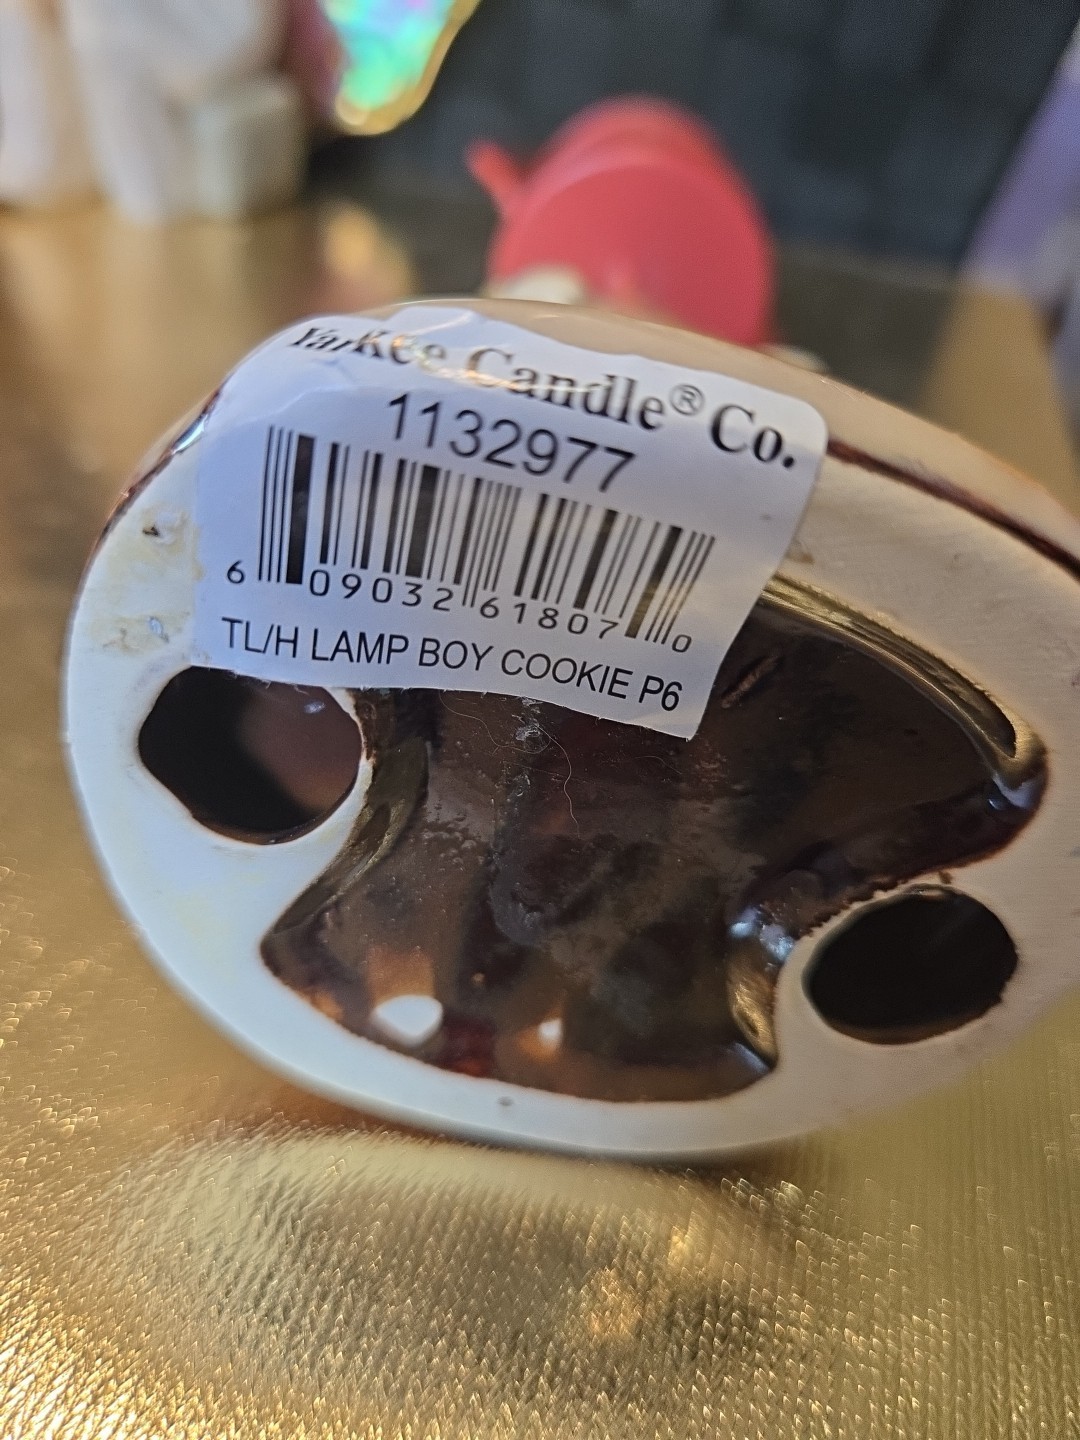 Yankee Candle® Co.
1132977
6 09032 61807 0
TL/H LAMP BOY COOKIE P6